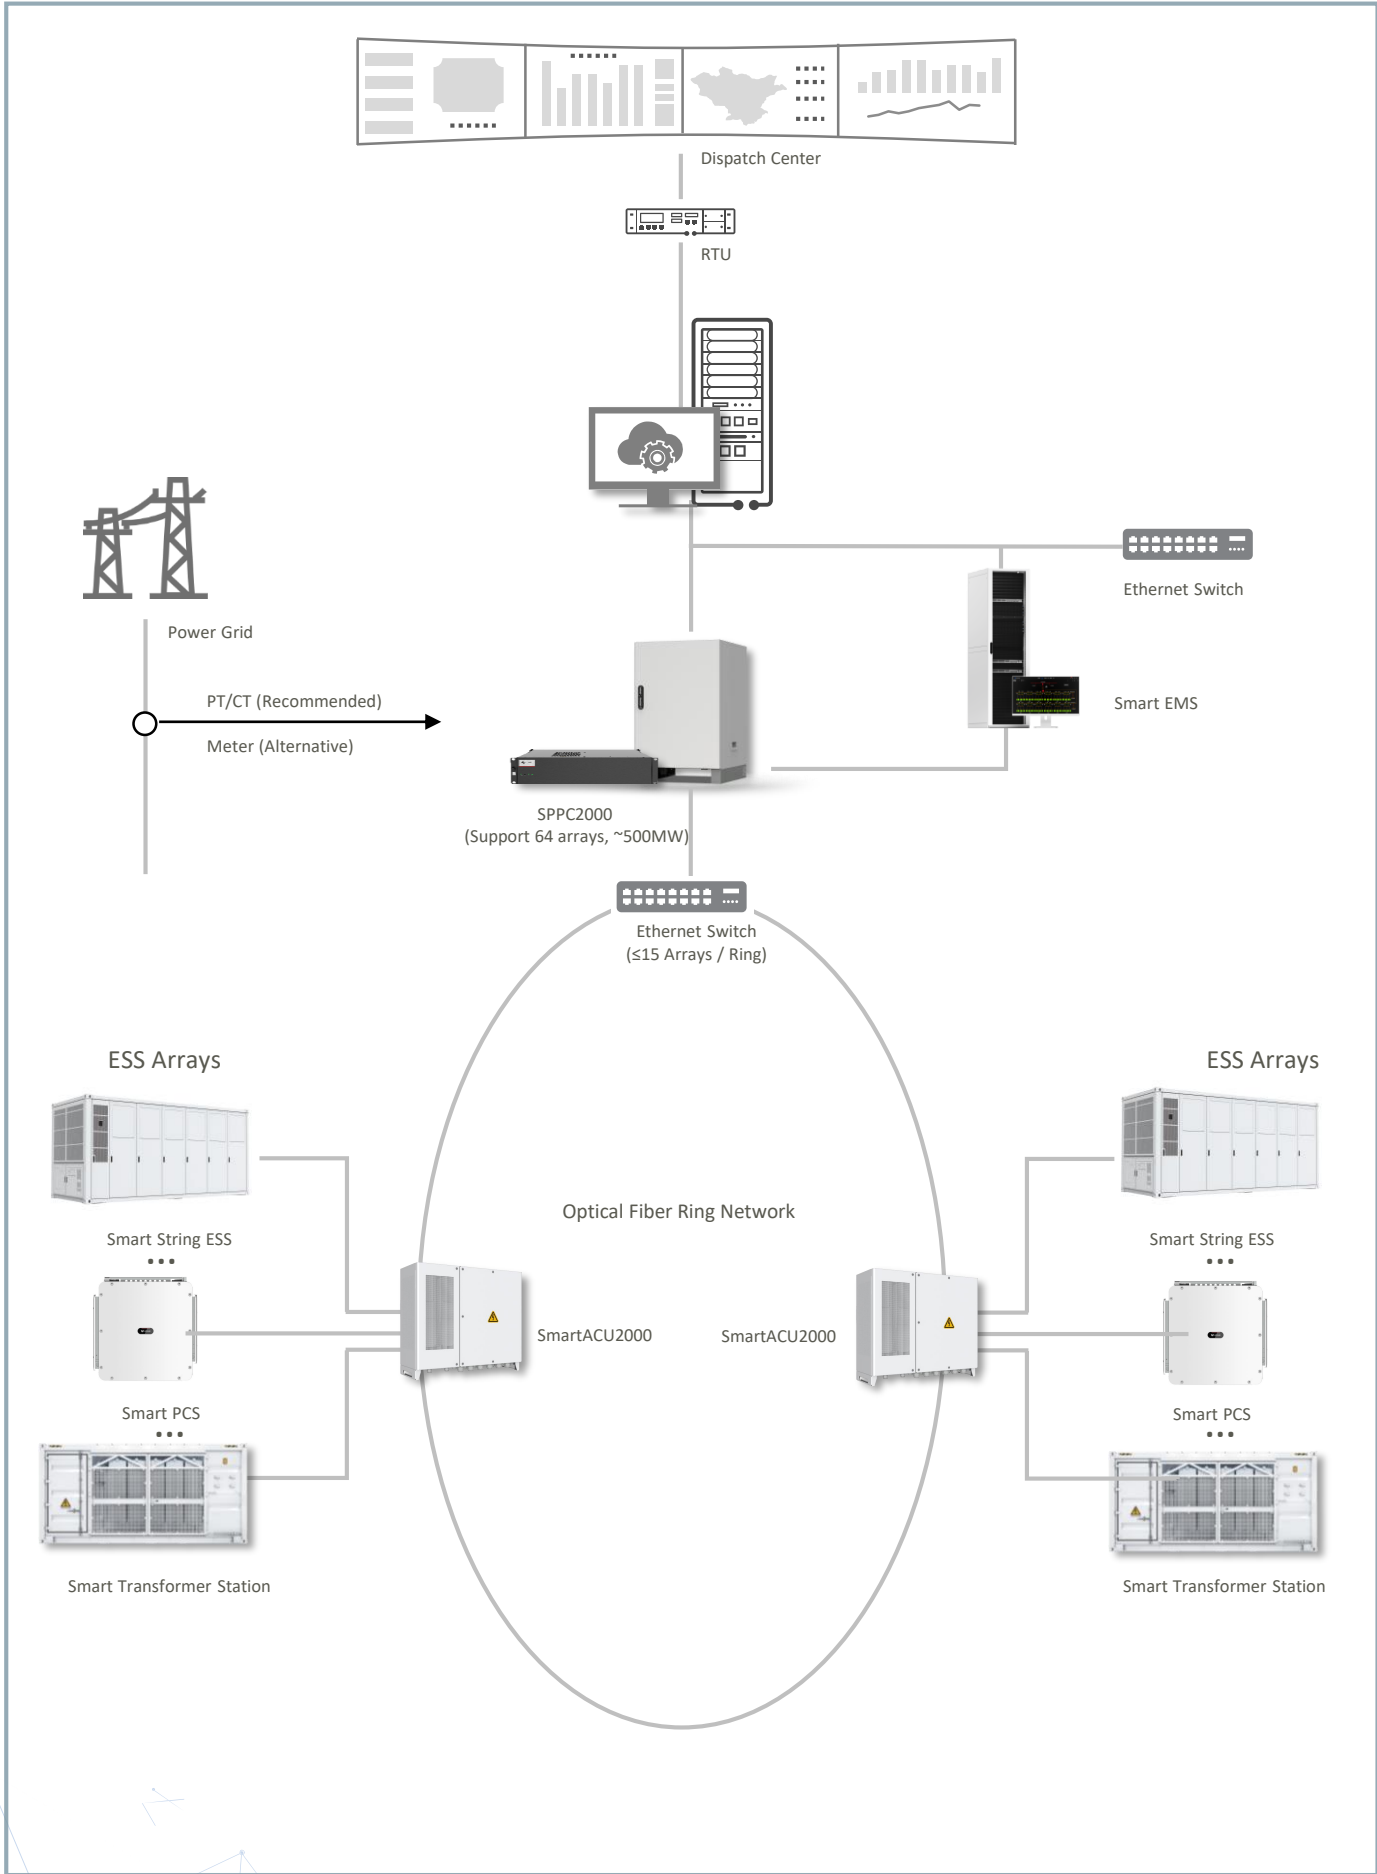 Dispatch Center
RTU
Ethernet Switch
Power Grid
PT/CT (Recommended)
Meter (Alternative)
Smart EMS
SPPC2000
(Support 64 arrays, ~500MW)
Ethernet Switch
(≤15 Arrays / Ring)
ESS Arrays
ESS Arrays
Optical Fiber Ring Network
Smart String ESS
Smart String ESS
SmartACU2000
SmartACU2000
Smart PCS
Smart PCS
Smart Transformer Station
Smart Transformer Station